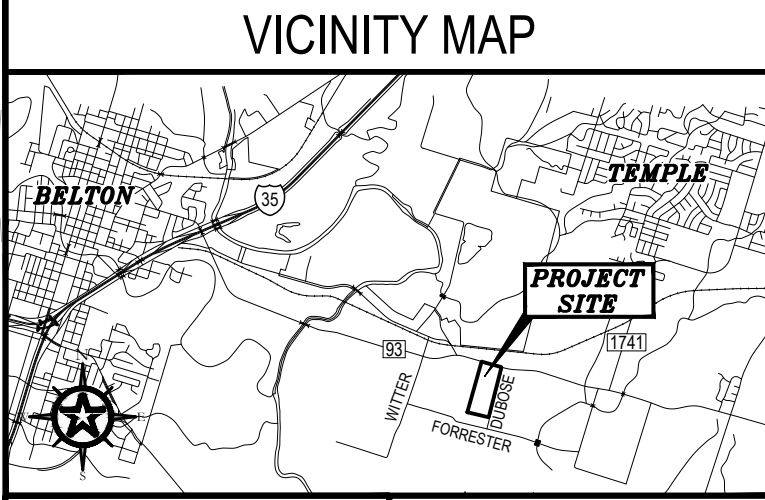 VICINITY MAP
BELTON
35
TEMPLE
PROJECT
SITE
93
1741
WITTER
DUBOSE
FORRESTER
E
S